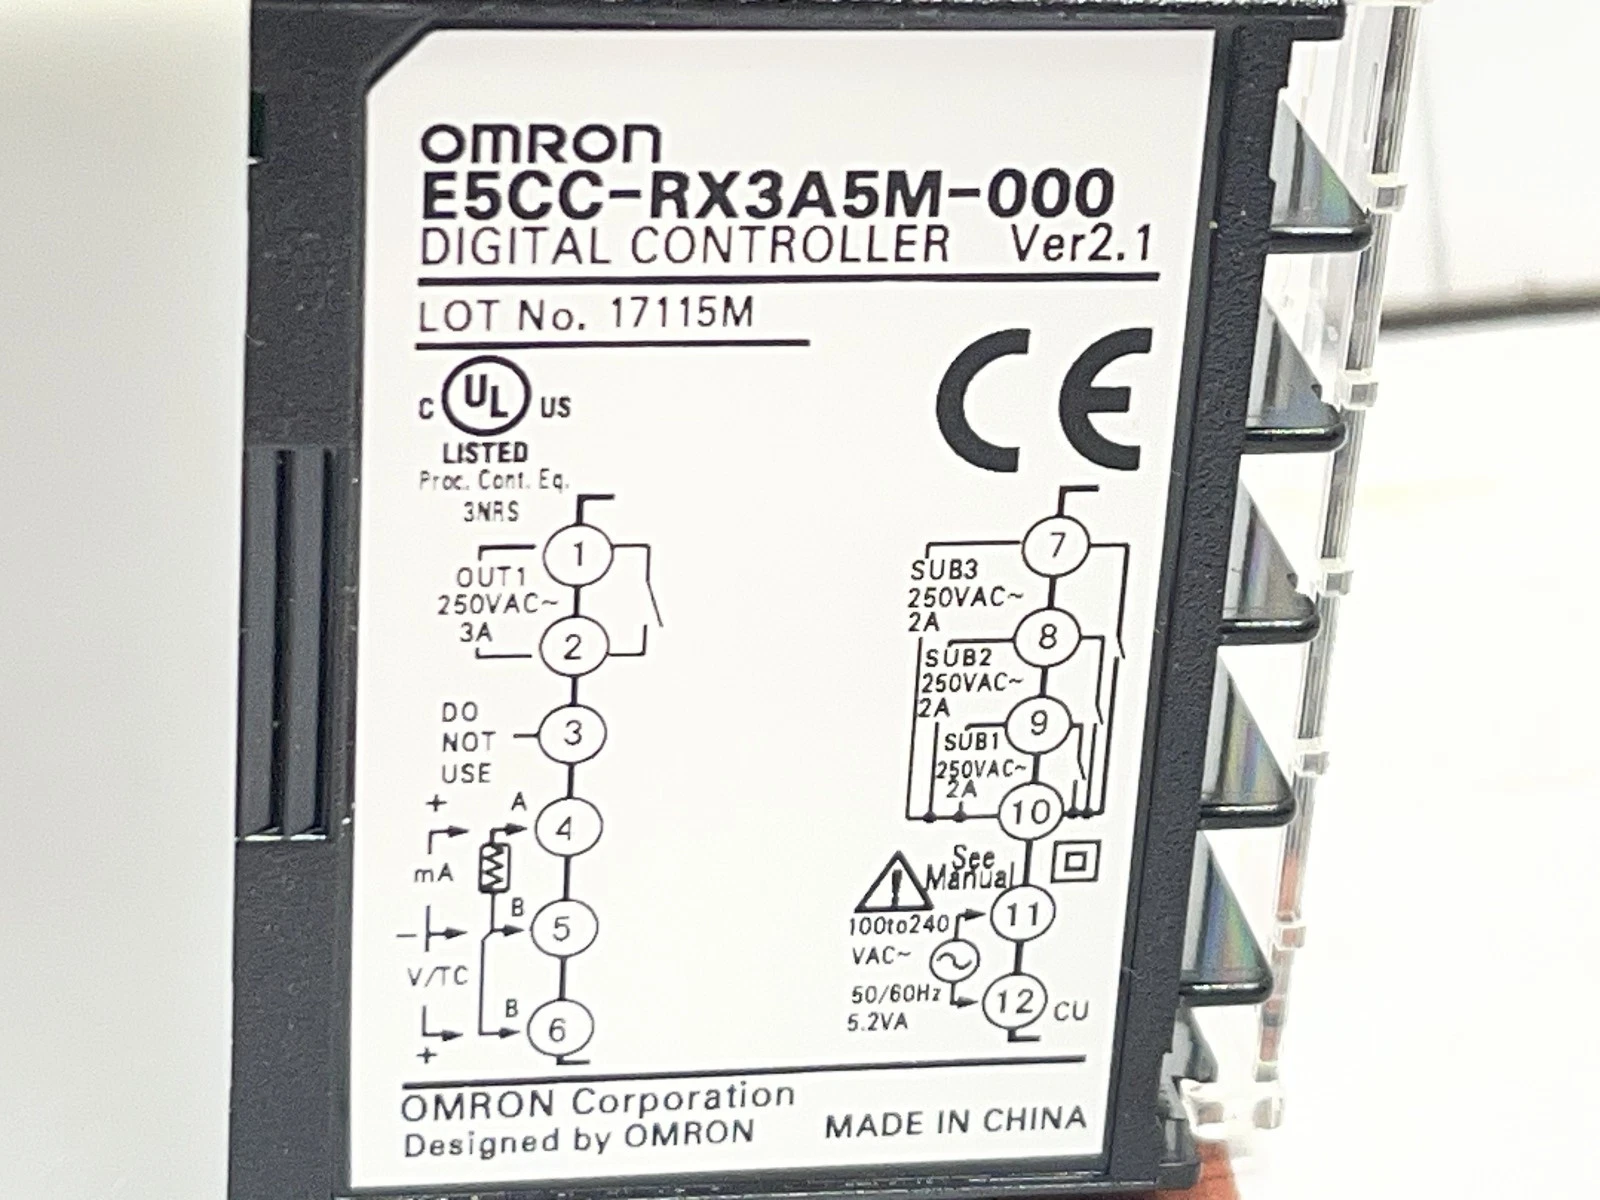 OMRON
E5CC-RX3A5M-000
DIGITAL CONTROLLER Ver2.1
LOT No. 17115M
C UL US
LISTED
Proc. Cont. Eq.
3NRS
CE
1
OUT1
250VAC~
3A
2
DO
NOT
USE
3
+
A
4
mA
B
5
−
V/TC
B
6
+
7
SUB3
250VAC~
2A
8
SUB2
250VAC~
2A
9
SUB1
250VAC~
2A
10
See
Manual
11
100to240
VAC~
50/60Hz
5.2VA
12
CU
OMRON Corporation
Designed by OMRON
MADE IN CHINA